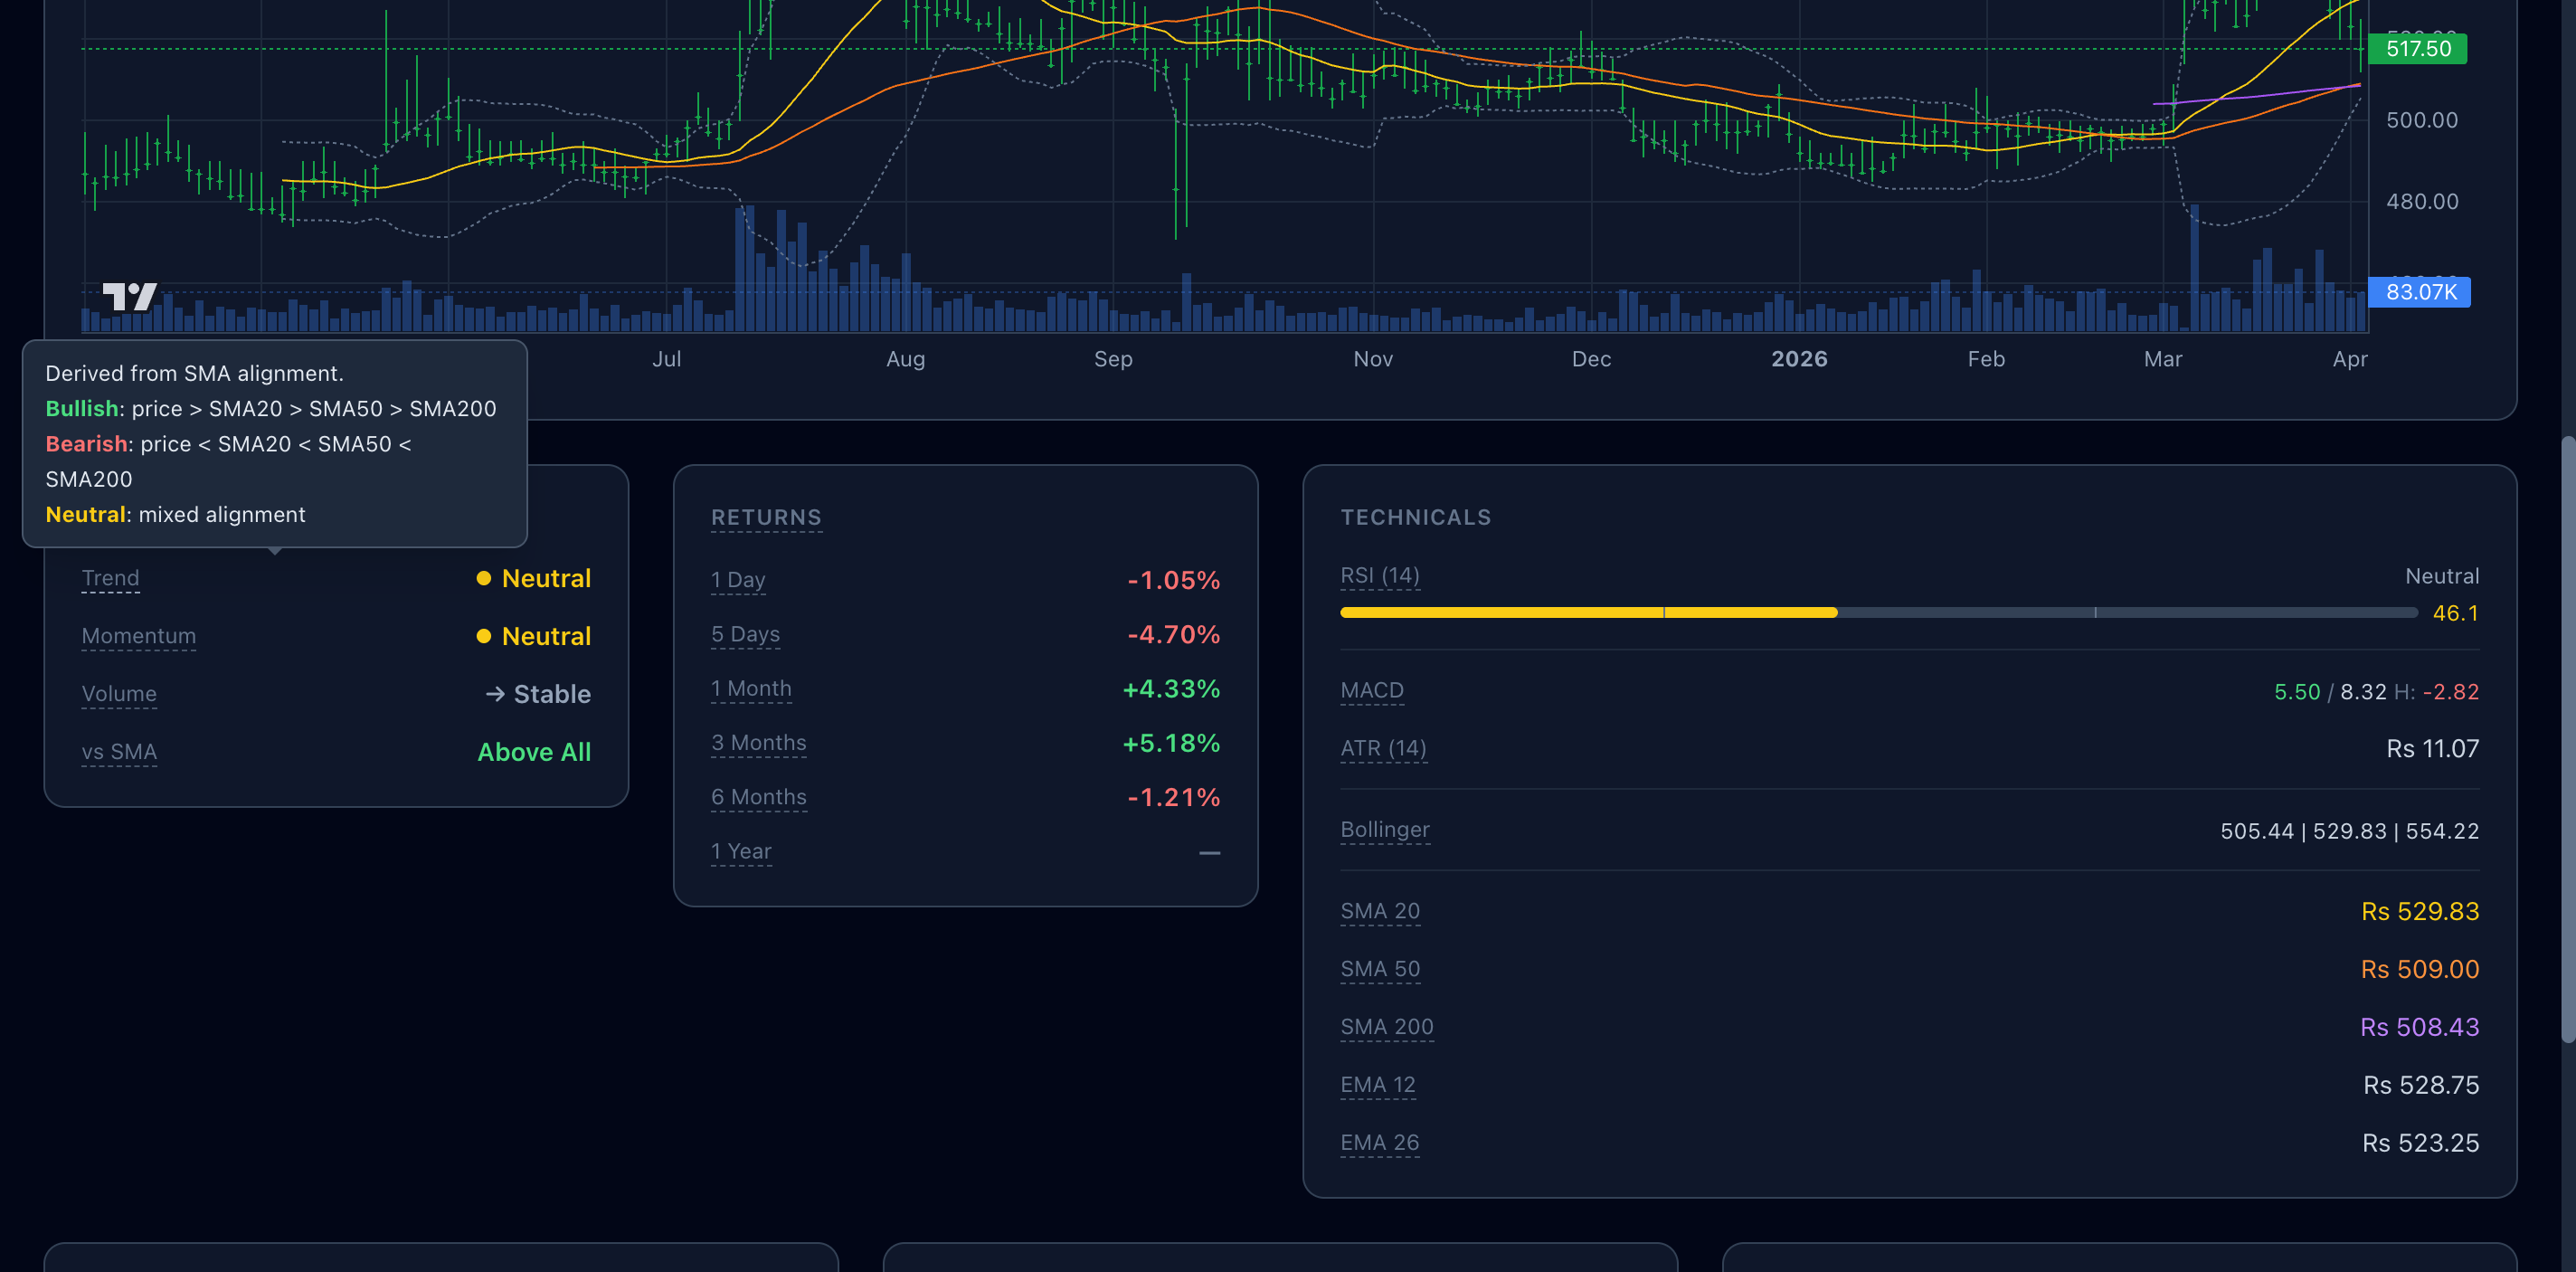 517.50
500.00
480.00
83.07K
Jul
Aug
Sep
Nov
Dec
2026
Feb
Mar
Apr
Derived from SMA alignment.
Bullish: price > SMA20 > SMA50 > SMA200
Bearish: price < SMA20 < SMA50 <
SMA200
Neutral: mixed alignment
Trend Neutral
Momentum Neutral
Volume → Stable
vs SMA Above All
RETURNS
1 Day -1.05%
5 Days -4.70%
1 Month +4.33%
3 Months +5.18%
6 Months -1.21%
1 Year —
TECHNICALS
RSI (14) Neutral
46.1
MACD 5.50 / 8.32 H: -2.82
ATR (14) Rs 11.07
Bollinger 505.44 | 529.83 | 554.22
SMA 20 Rs 529.83
SMA 50 Rs 509.00
SMA 200 Rs 508.43
EMA 12 Rs 528.75
EMA 26 Rs 523.25